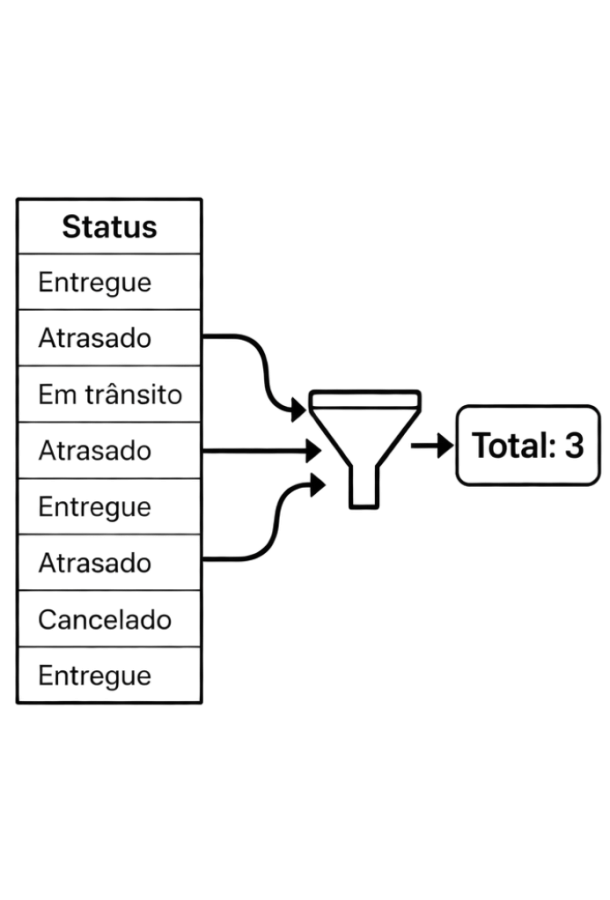 Status
Entregue
Atrasado
Em trânsito
Atrasado
Entregue
Atrasado
Cancelado
Entregue
Total: 3